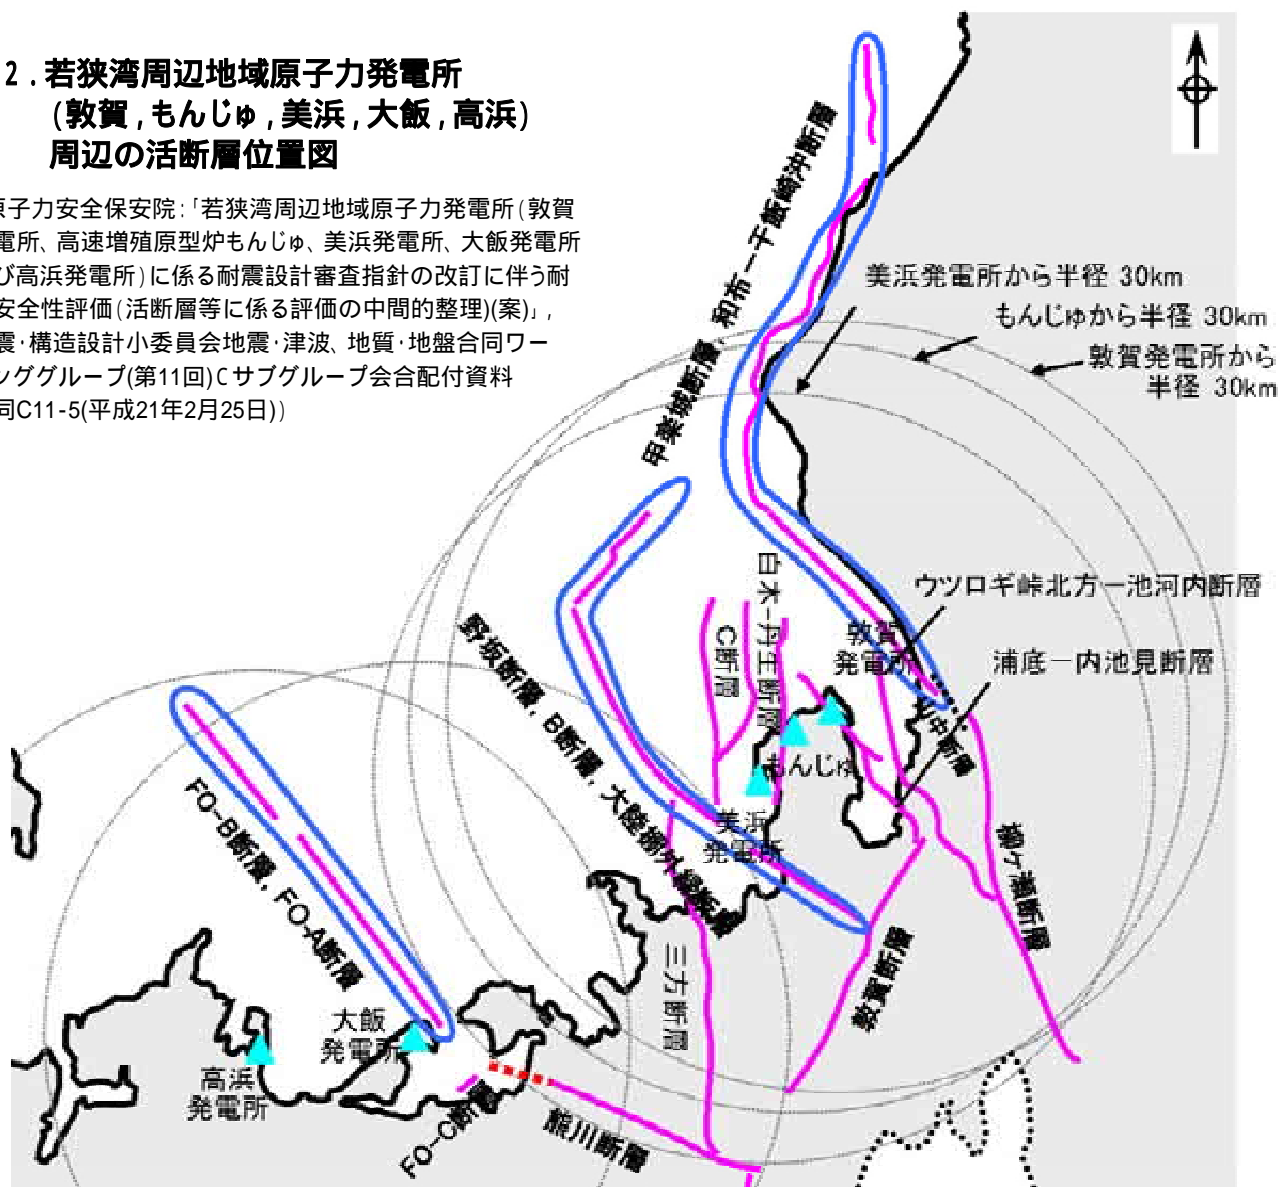 2．若狭湾周辺地域原子力発電所
(敦賀,もんじゅ,美浜,大飯,高浜)
周辺の活断層位置図
原子力安全保安院:「若狭湾周辺地域原子力発電所(敦賀
電所、高速増殖原型炉もんじゅ、美浜発電所、大飯発電所
び高浜発電所)に係る耐震設計審査指針の改訂に伴う耐
安全性評価(活断層等に係る評価の中間的整理)(案)」,
震・構造設計小委員会地震・津波、地質・地盤合同ワー
ンググループ(第11回)Cサブグループ会合配付資料
同C11-5(平成21年2月25日))
甲楽城断層,和布－干飯崎沖断層
美浜発電所から半径 30km
もんじゅから半径 30km
敦賀発電所から
半径 30km
ウツロギ峠北方－池河内断層
浦底－内池見断層
白木－丹生断層
C断層
敦賀
発電所
野坂断層,B断層,大陸棚外縁断層
山中断層
もんじゅ
美浜
発電所
柳ヶ瀬断層
FO-B断層,FO-A断層
三方断層
敦賀断層
大飯
発電所
高浜
発電所
FO-C断層
熊川断層